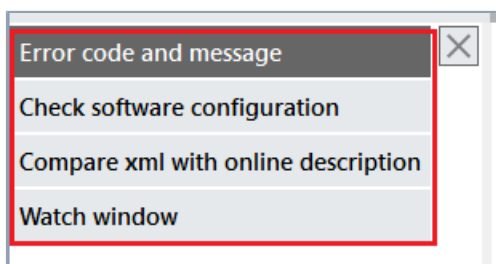 Error code and message
Check software configuration
Compare xml with online description
Watch window